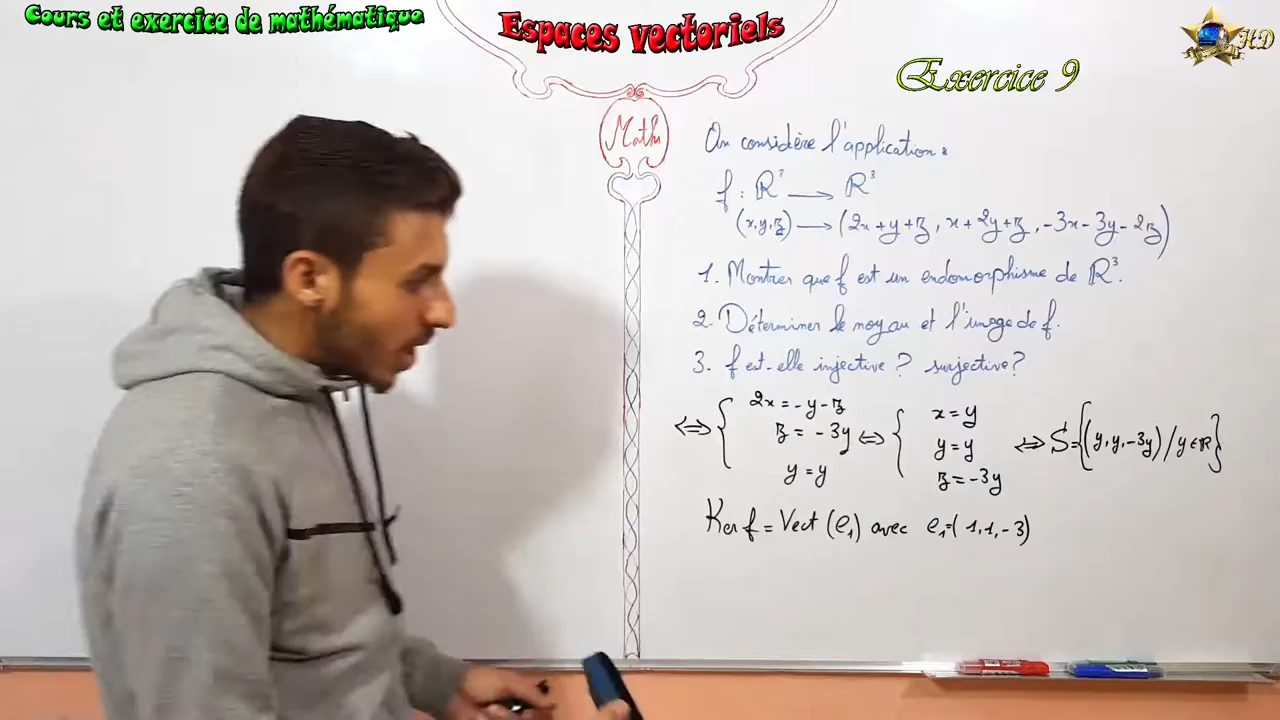 Cours et exercice de mathématique
Espaces vectoriels
HD
Exercice 9
Maths
On considère l'application :
f : ℝ³ ⟶ ℝ³
(x,y,z) ⟶ (2x+y+z, x+2y+z, -3x-3y-2z)
1. Montrer que f est un endomorphisme de ℝ³.
2. Déterminer le noyau et l'image de f.
3. f est-elle injective ? surjective ?
⟺ { 2x = -y-z ⟺ { x = y ⟺ S={(y,y,-3y)/y∈ℝ}
z = -3y y = y
y = y z = -3y
Ker f = Vect (e₁) avec e₁=(1,1,-3)